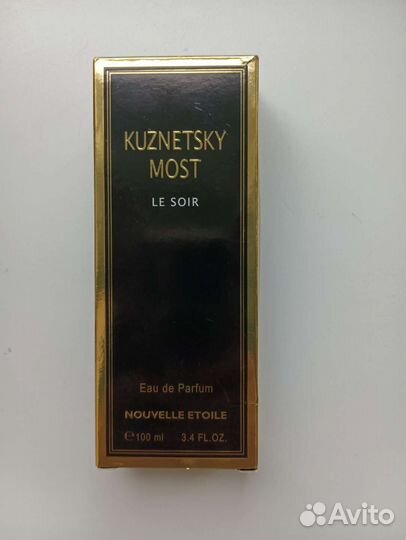 KUZNETSKY
MOST
LE SOIR
Eau de Parfum
NOUVELLE ETOILE
℮100 ml 3.4 FL.OZ.
Avito